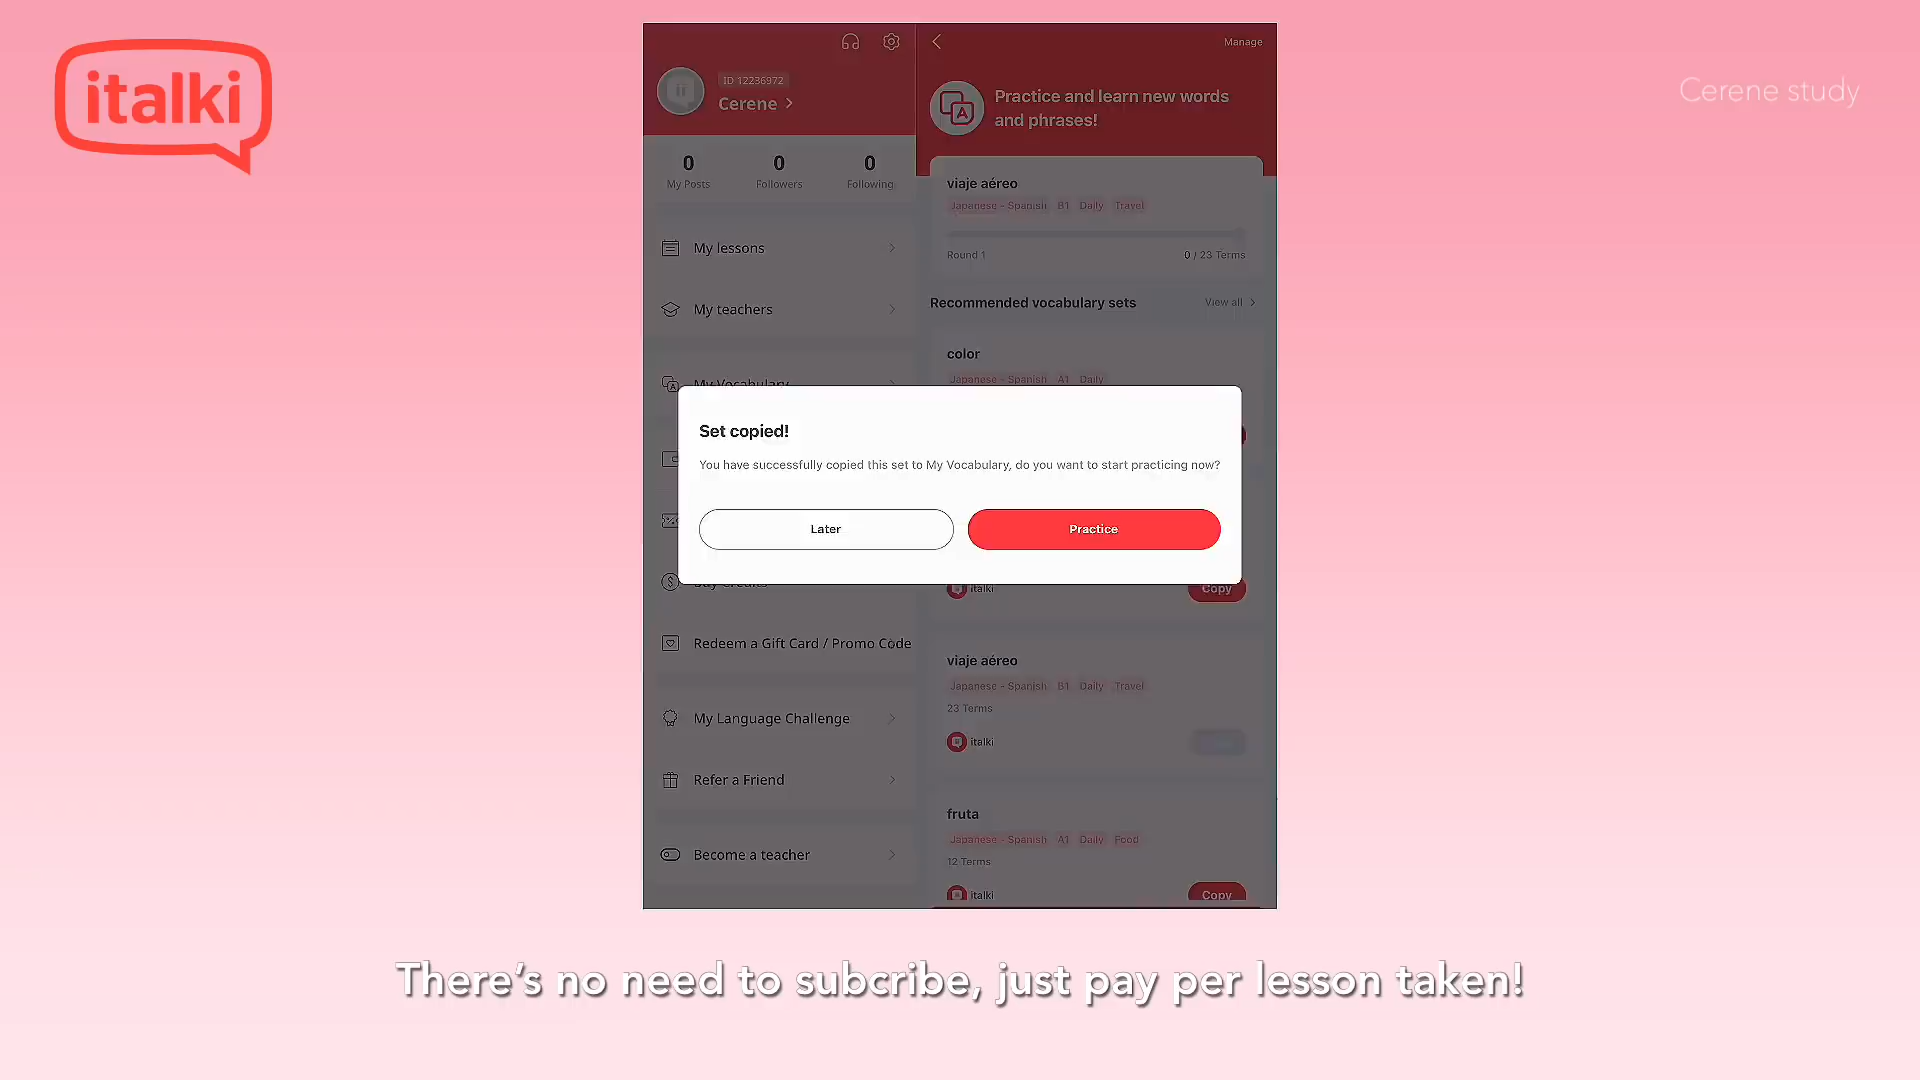 italki
Cerene study
ID 12236972
Cerene
0
My Posts
0
Followers
0
Following
My lessons
My teachers
My Vocabulary
Redeem a Gift Card / Promo Code
My Language Challenge
Refer a Friend
Become a teacher
Manage
Practice and learn new words
and phrases!
viaje aéreo
Japanese - Spanish B1 Daily Travel
Round 1 0 / 23 Terms
Recommended vocabulary sets View all
color
Japanese - Spanish A1 Daily
Set copied!
You have successfully copied this set to My Vocabulary, do you want to start practicing now?
Later Practice
italki Copy
viaje aéreo
Japanese - Spanish B1 Daily Travel
23 Terms
italki
fruta
Japanese - Spanish A1 Daily Food
12 Terms
italki Copy
There's no need to subcribe, just pay per lesson taken!